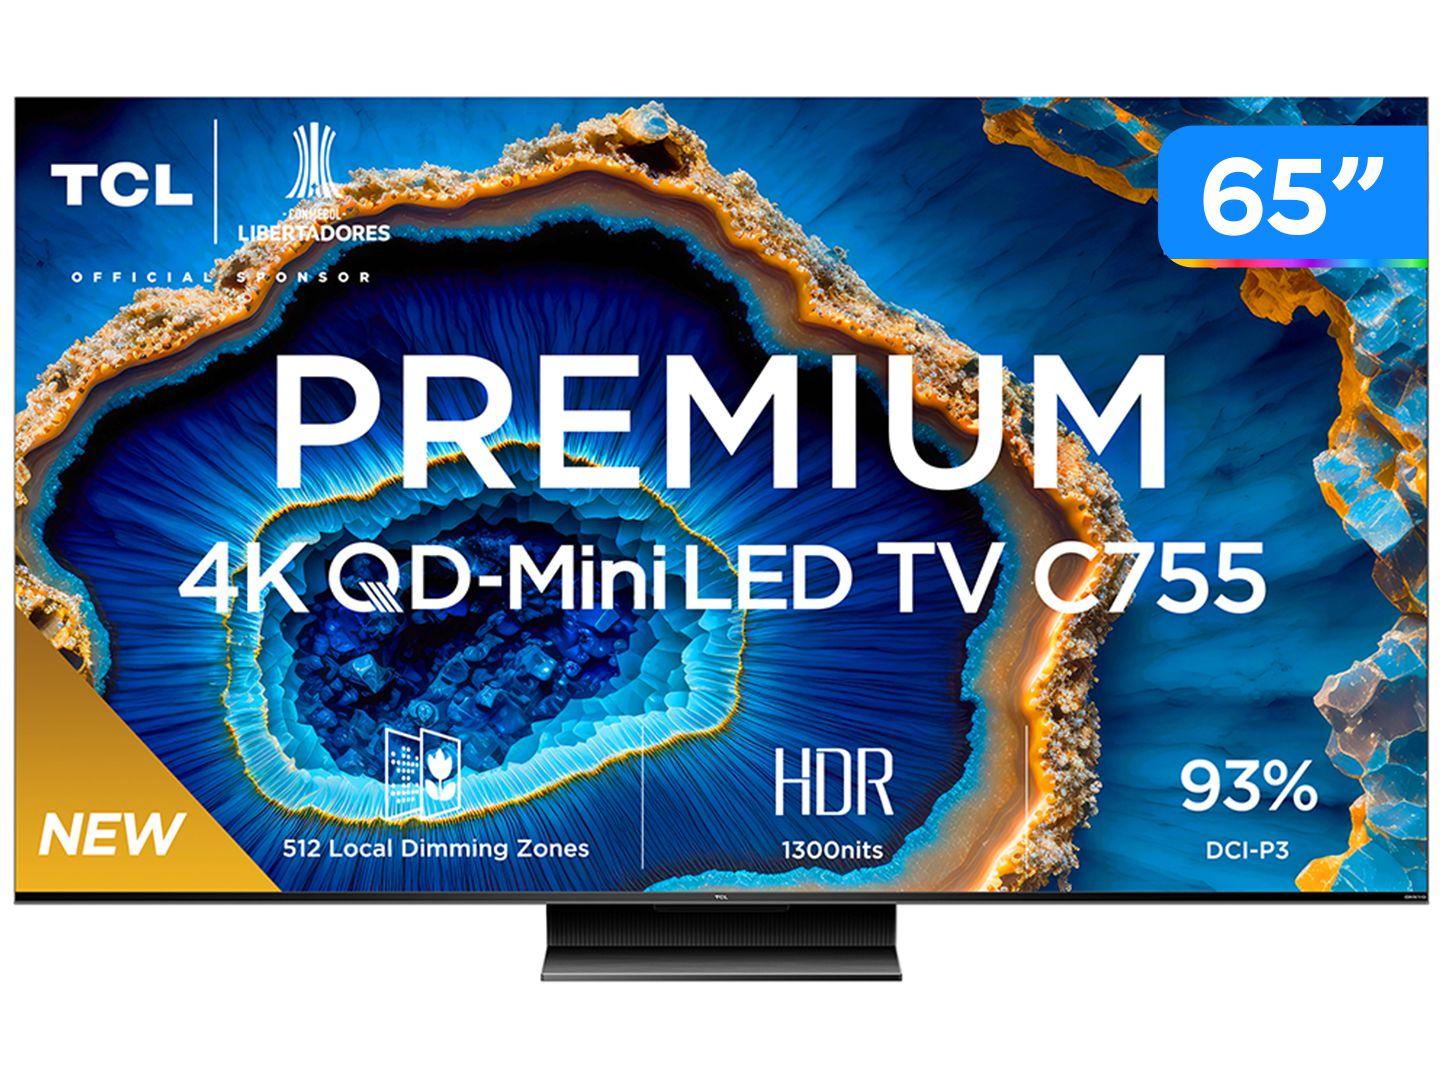 TCL
CONMEBOL
LIBERTADORES
OFFICIAL SPONSOR
65”
PREMIUM
4K QD-Mini LED TV C755
NEW
512 Local Dimming Zones
HDR
1300nits
93%
DCI-P3
TCL